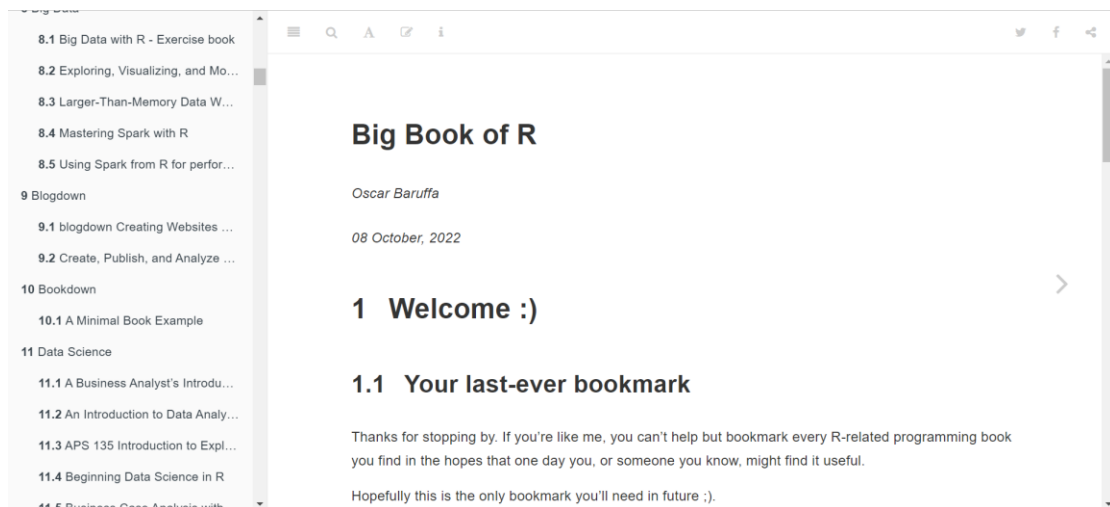 8.1 Big Data with R - Exercise book
8.2 Exploring, Visualizing, and Mo...
8.3 Larger-Than-Memory Data W...
8.4 Mastering Spark with R
8.5 Using Spark from R for perfor...
9 Blogdown
9.1 blogdown Creating Websites ...
9.2 Create, Publish, and Analyze ...
10 Bookdown
10.1 A Minimal Book Example
11 Data Science
11.1 A Business Analyst's Introdu...
11.2 An Introduction to Data Analy...
11.3 APS 135 Introduction to Expl...
11.4 Beginning Data Science in R
Big Book of R
Oscar Baruffa
08 October, 2022
1 Welcome :)
1.1 Your last-ever bookmark
Thanks for stopping by. If you're like me, you can't help but bookmark every R-related programming book
you find in the hopes that one day you, or someone you know, might find it useful.
Hopefully this is the only bookmark you'll need in future ;).